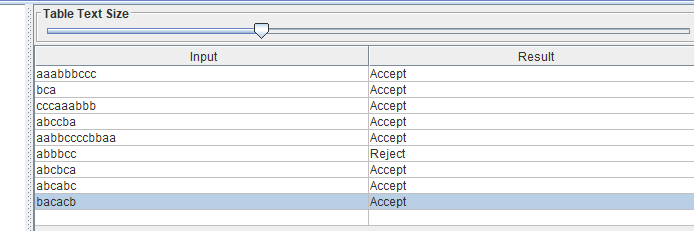 Table Text Size
Input Result
aaabbbccc Accept
bca Accept
cccaaabbb Accept
abccba Accept
aabbccccbbaa Accept
abbbcc Reject
abcbca Accept
abcabc Accept
bacacb Accept